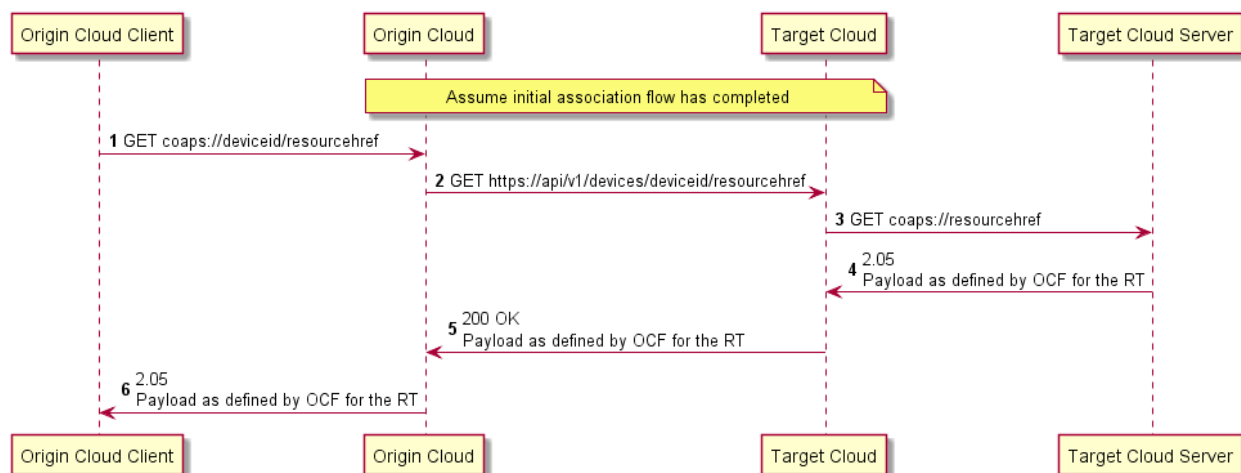 Origin Cloud Client
Origin Cloud
Target Cloud
Target Cloud Server
Assume initial association flow has completed
1 GET coaps://deviceid/resourcehref
2 GET https://api/v1/devices/deviceid/resourcehref
3 GET coaps://resourcehref
4 2.05
Payload as defined by OCF for the RT
5 200 OK
Payload as defined by OCF for the RT
6 2.05
Payload as defined by OCF for the RT
Origin Cloud Client
Origin Cloud
Target Cloud
Target Cloud Server